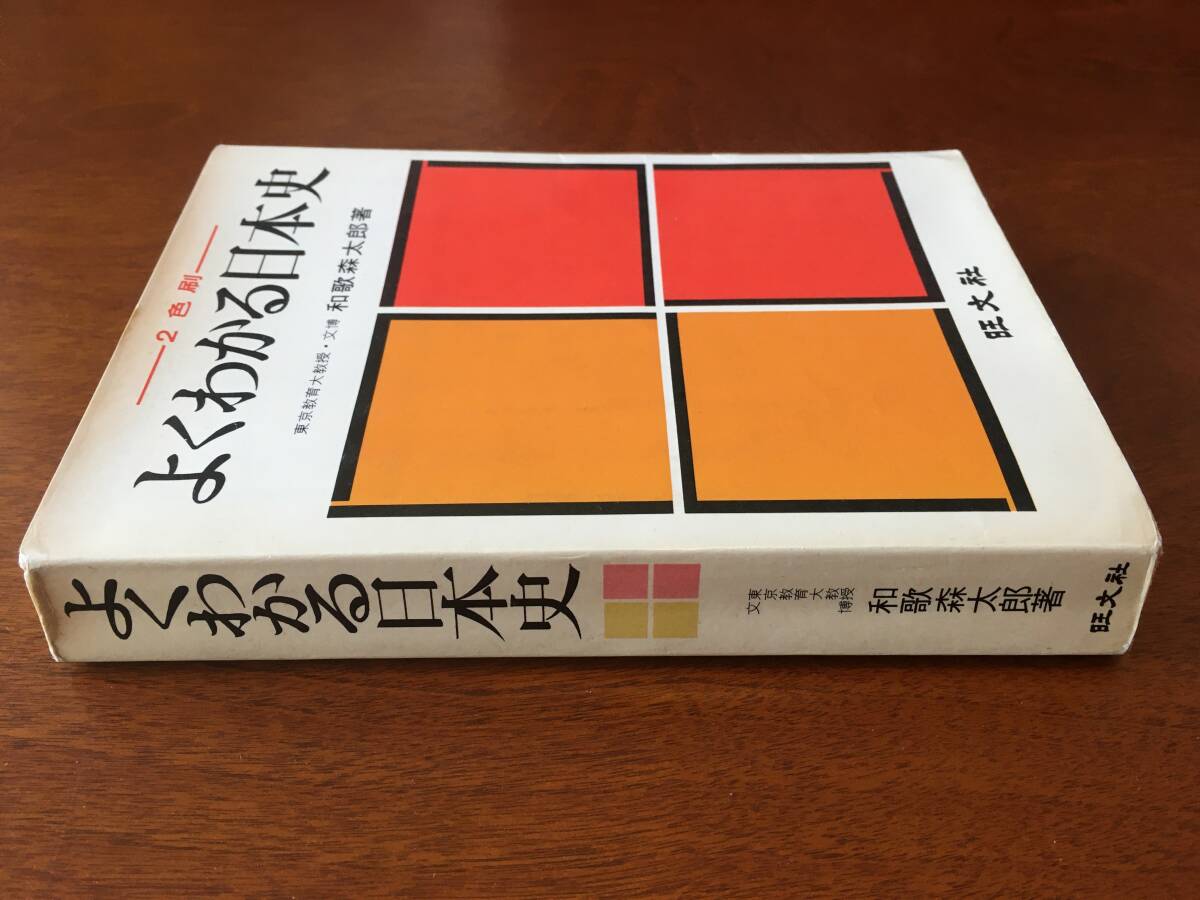 2色刷
よくわかる日本史
東京教育大教授・文博 和歌森太郎著
旺文社
よくわかる日本史
東京教育大教授
文博
和歌森太郎著
旺文社